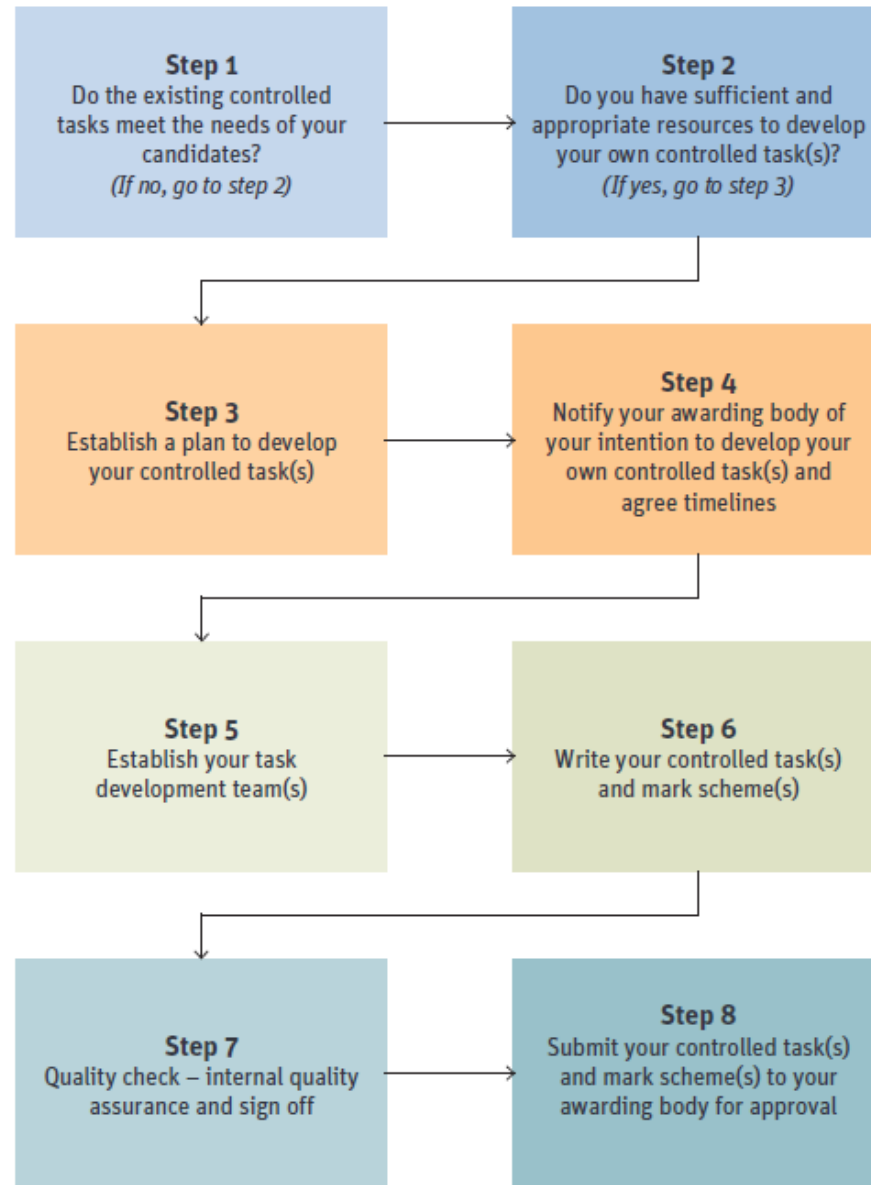 Step 1
Do the existing controlled
tasks meet the needs of your
candidates?
(If no, go to step 2)
Step 2
Do you have sufficient and
appropriate resources to develop
your own controlled task(s)?
(If yes, go to step 3)
Step 3
Establish a plan to develop
your controlled task(s)
Step 4
Notify your awarding body of
your intention to develop your
own controlled task(s) and
agree timelines
Step 5
Establish your task
development team(s)
Step 6
Write your controlled task(s)
and mark scheme(s)
Step 7
Quality check – internal quality
assurance and sign off
Step 8
Submit your controlled task(s)
and mark scheme(s) to your
awarding body for approval